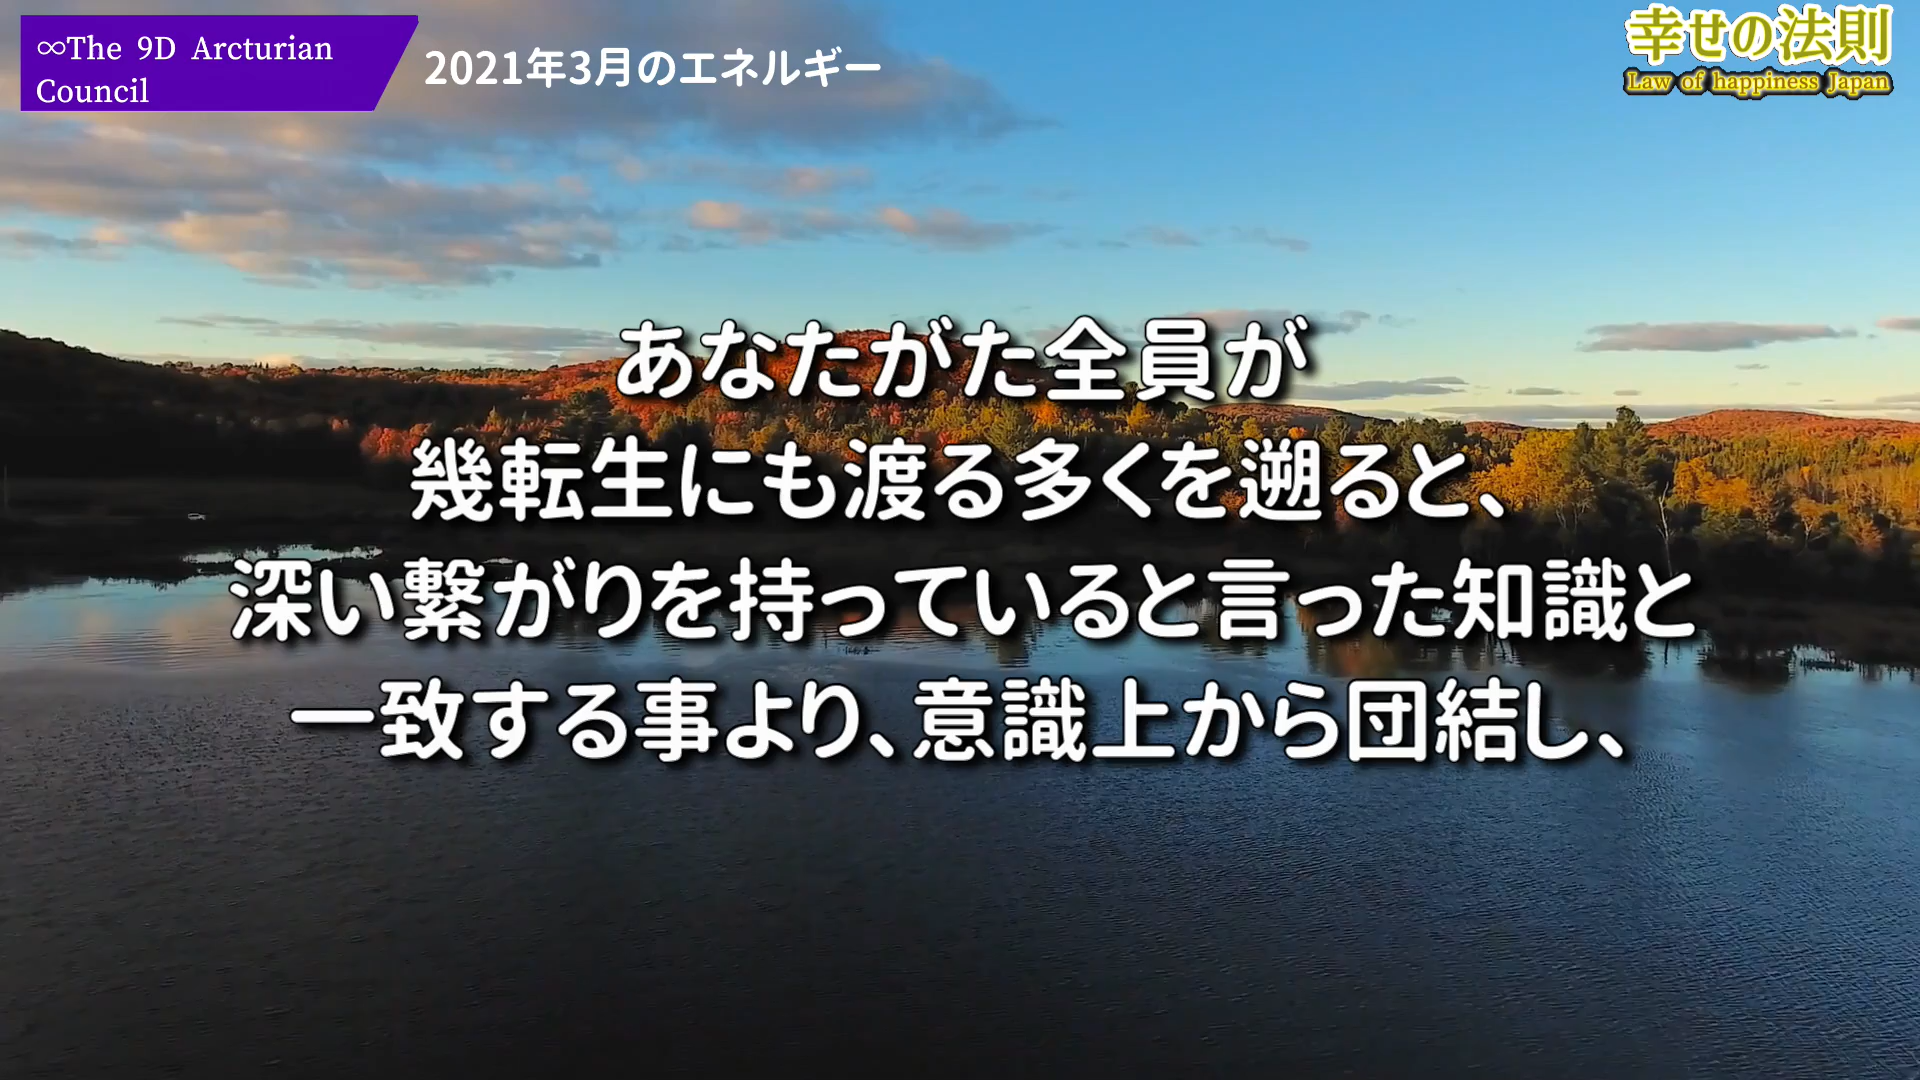 ∞The 9D Arcturian
Council
2021年3月のエネルギー
幸せの法則
Law of happiness Japan
あなたがた全員が
幾転生にも渡る多くを遡ると、
深い繋がりを持っていると言った知識と
一致する事より、意識上から団結し、